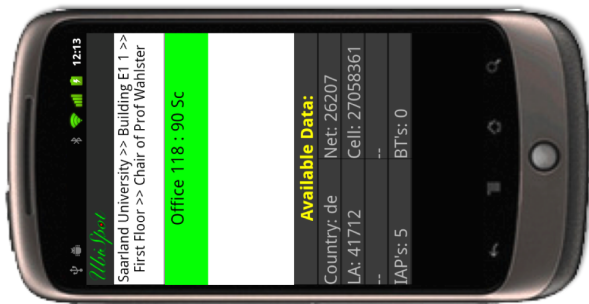 12:13
UbiSpot
Saarland University >> Building E1 1 >>
First Floor >> Chair of Prof Wahlster
Office 118 : 90 Sc
Available Data:
Country: de Net: 26207
LA: 41712 Cell: 27058361
-- --
IAP's: 5 BT's: 0